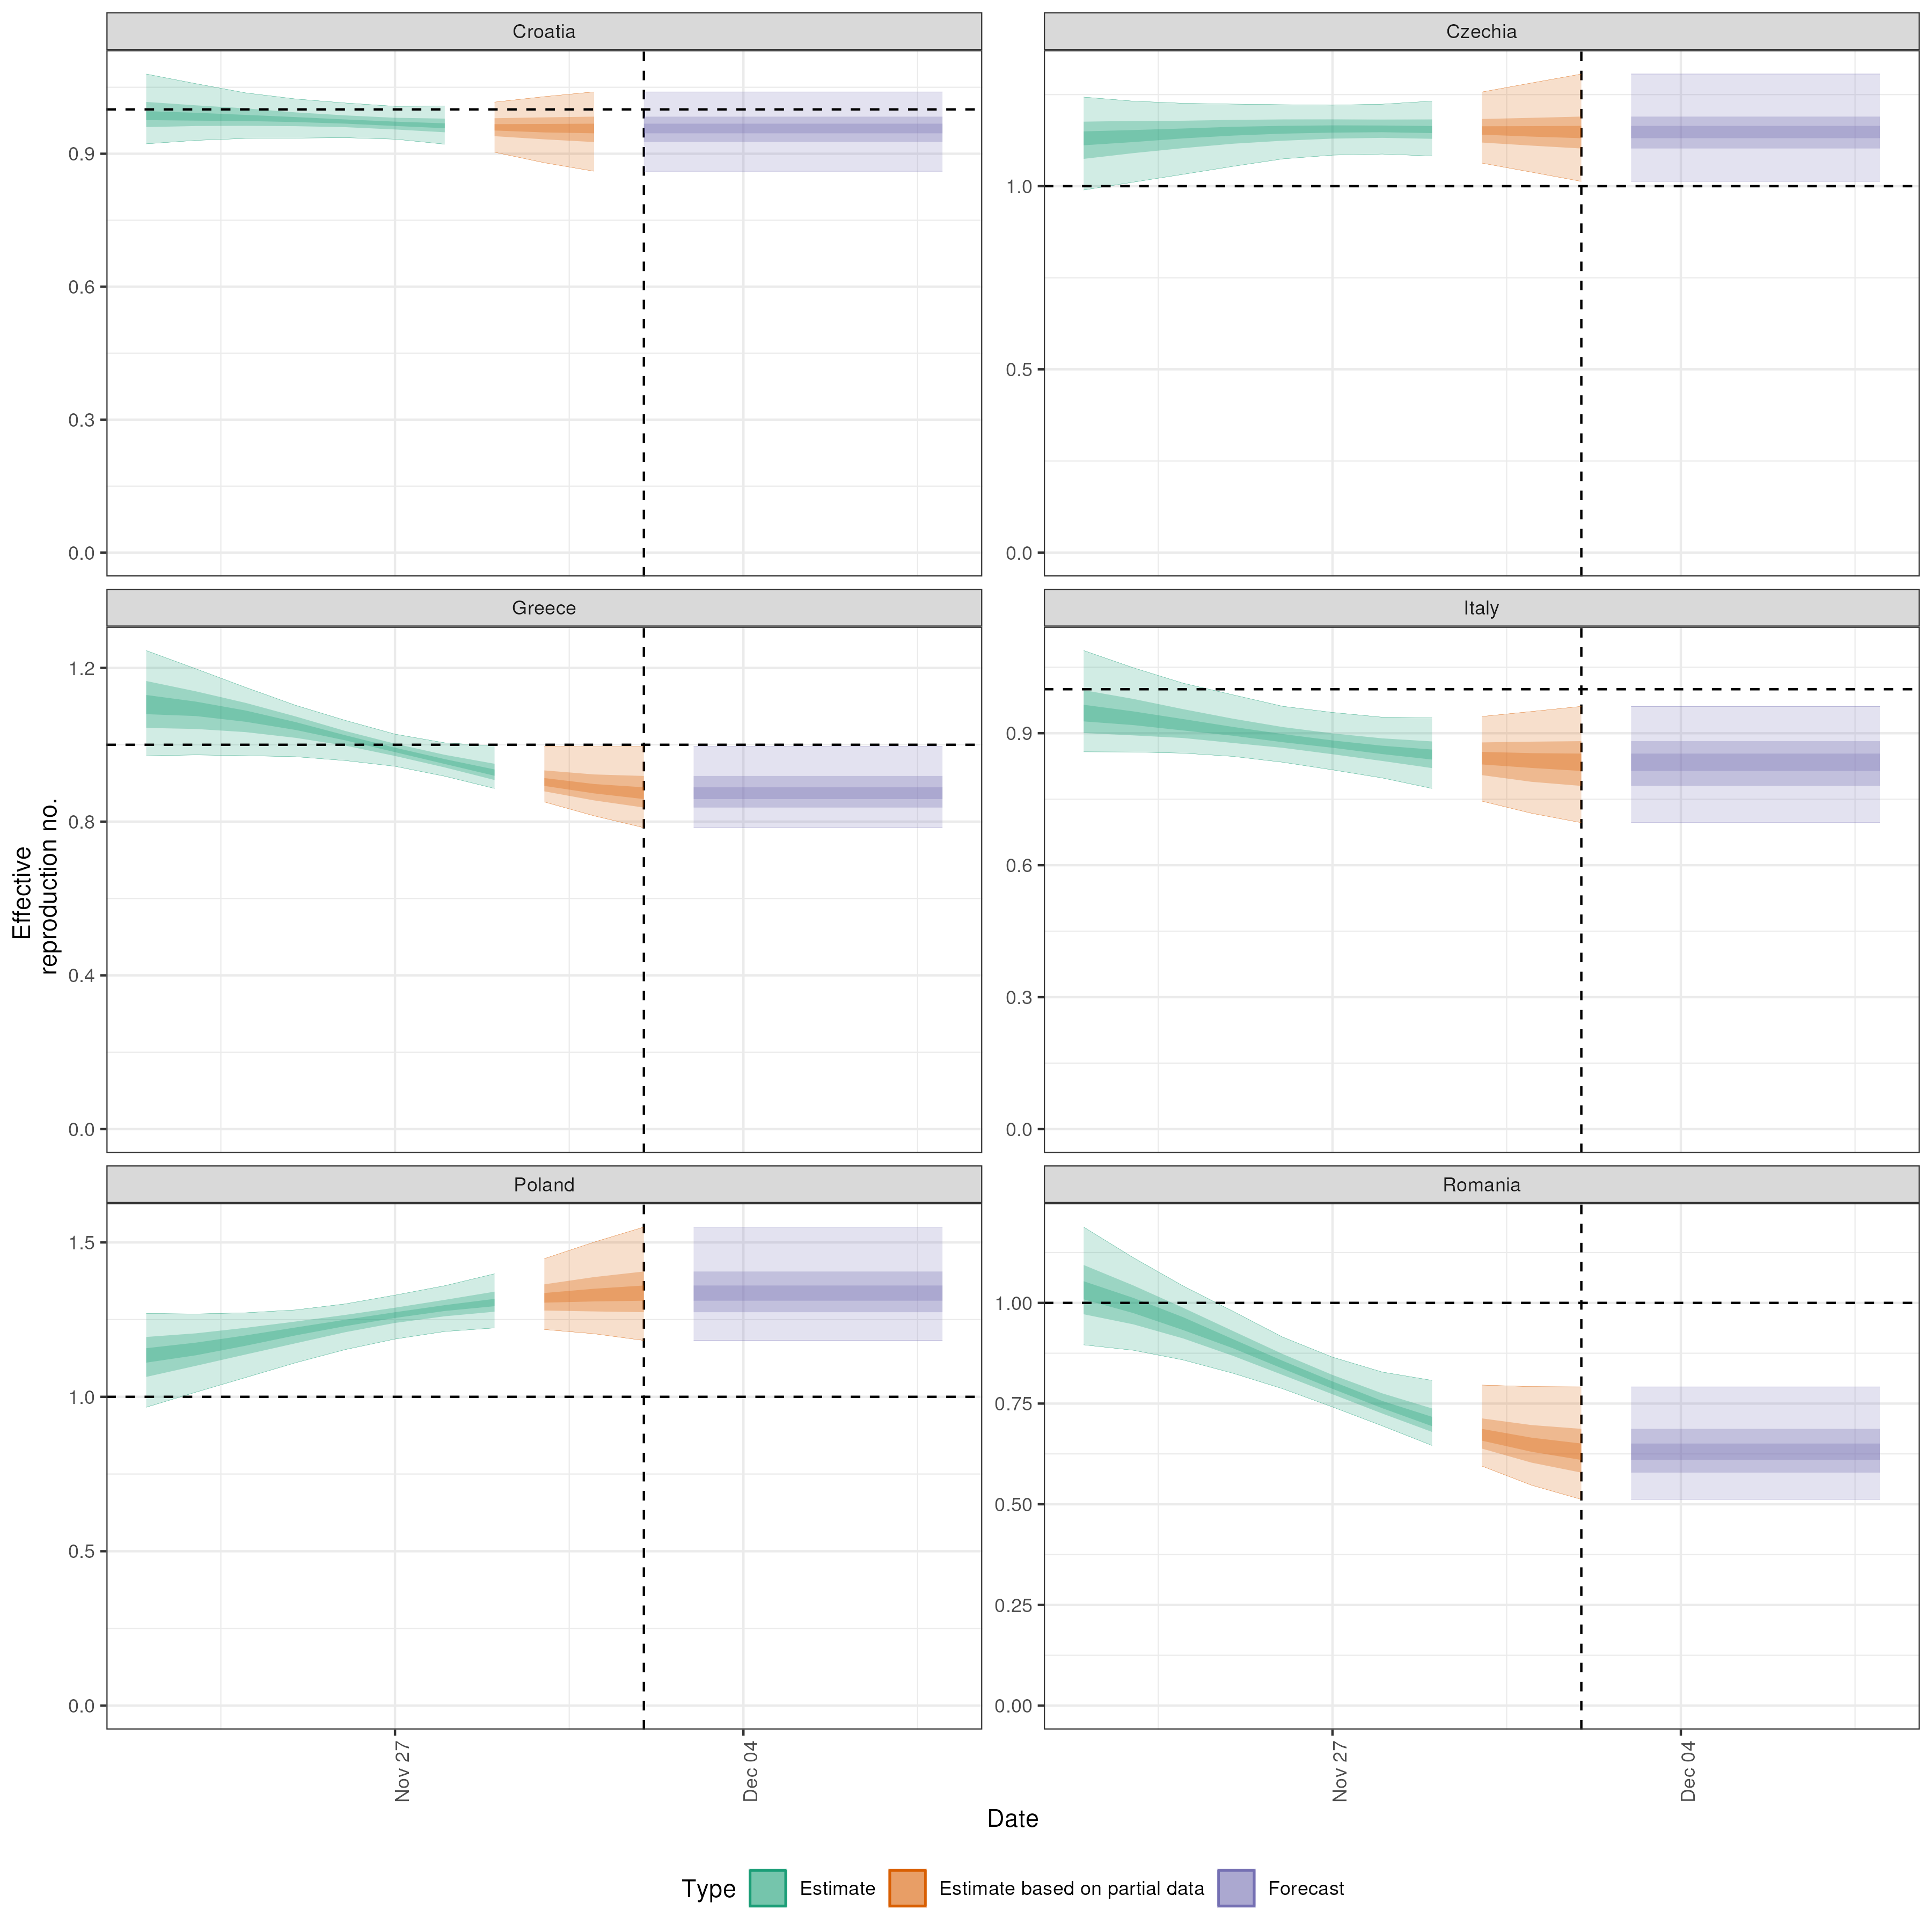 Croatia
Czechia
0.9
0.6
0.3
0.0
1.0
0.5
0.0
Greece
Italy
1.2
0.8
0.4
0.0
0.9
0.6
0.3
0.0
Poland
Romania
1.5
1.0
0.5
0.0
1.00
0.75
0.50
0.25
0.00
Effective
reproduction no.
Nov 27
Dec 04
Nov 27
Dec 04
Date
Type
Estimate
Estimate based on partial data
Forecast